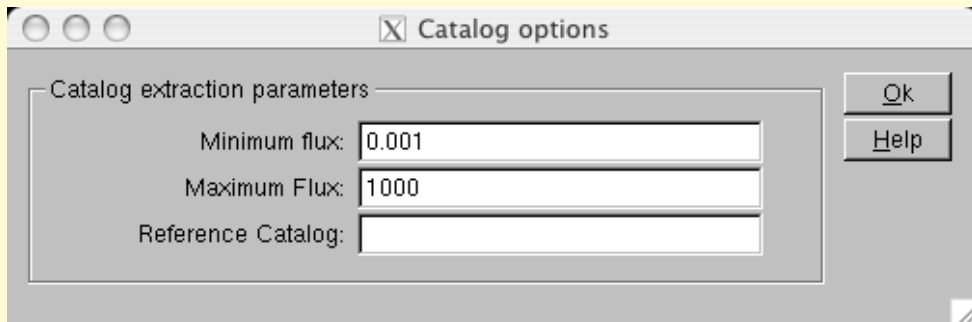 Catalog options
Catalog extraction parameters
Minimum flux: 0.001
Maximum Flux: 1000
Reference Catalog:
Ok
Help